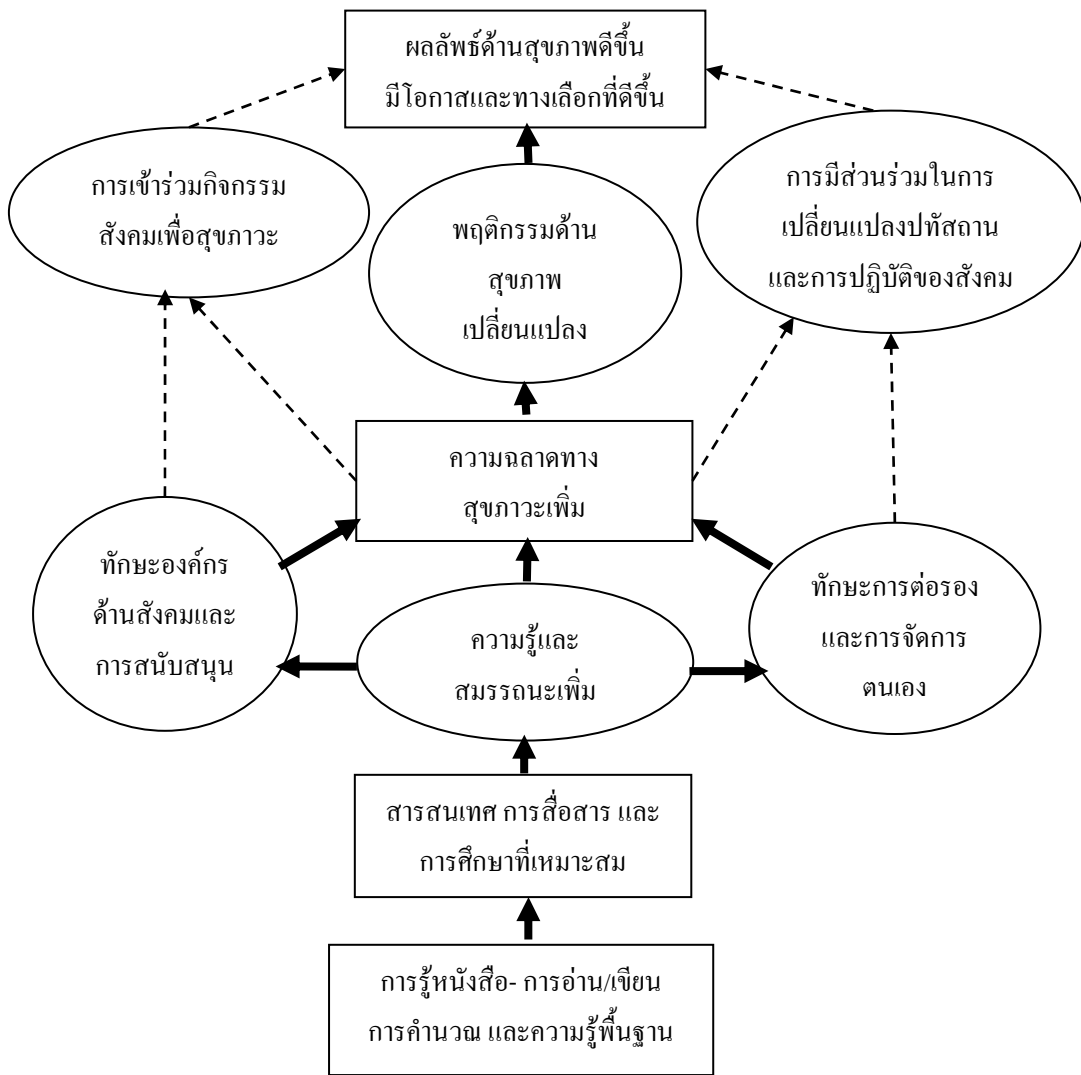 ผลลัพธ์ด้านสุขภาพดีขึ้น
มีโอกาสและทางเลือกที่ดีขึ้น
การเข้าร่วมกิจกรรม
สังคมเพื่อสุขภาวะ
พฤติกรรมด้าน
สุขภาพ
เปลี่ยนแปลง
การมีส่วนร่วมในการ
เปลี่ยนแปลงปทัสถาน
และการปฏิบัติของสังคม
ความฉลาดทาง
สุขภาวะเพิ่ม
ทักษะองค์กร
ด้านสังคมและ
การสนับสนุน
ความรู้และ
สมรรถนะเพิ่ม
ทักษะการต่อรอง
และการจัดการ
ตนเอง
สารสนเทศ การสื่อสาร และ
การศึกษาที่เหมาะสม
การรู้หนังสือ- การอ่าน/เขียน
การคำนวณ และความรู้พื้นฐาน